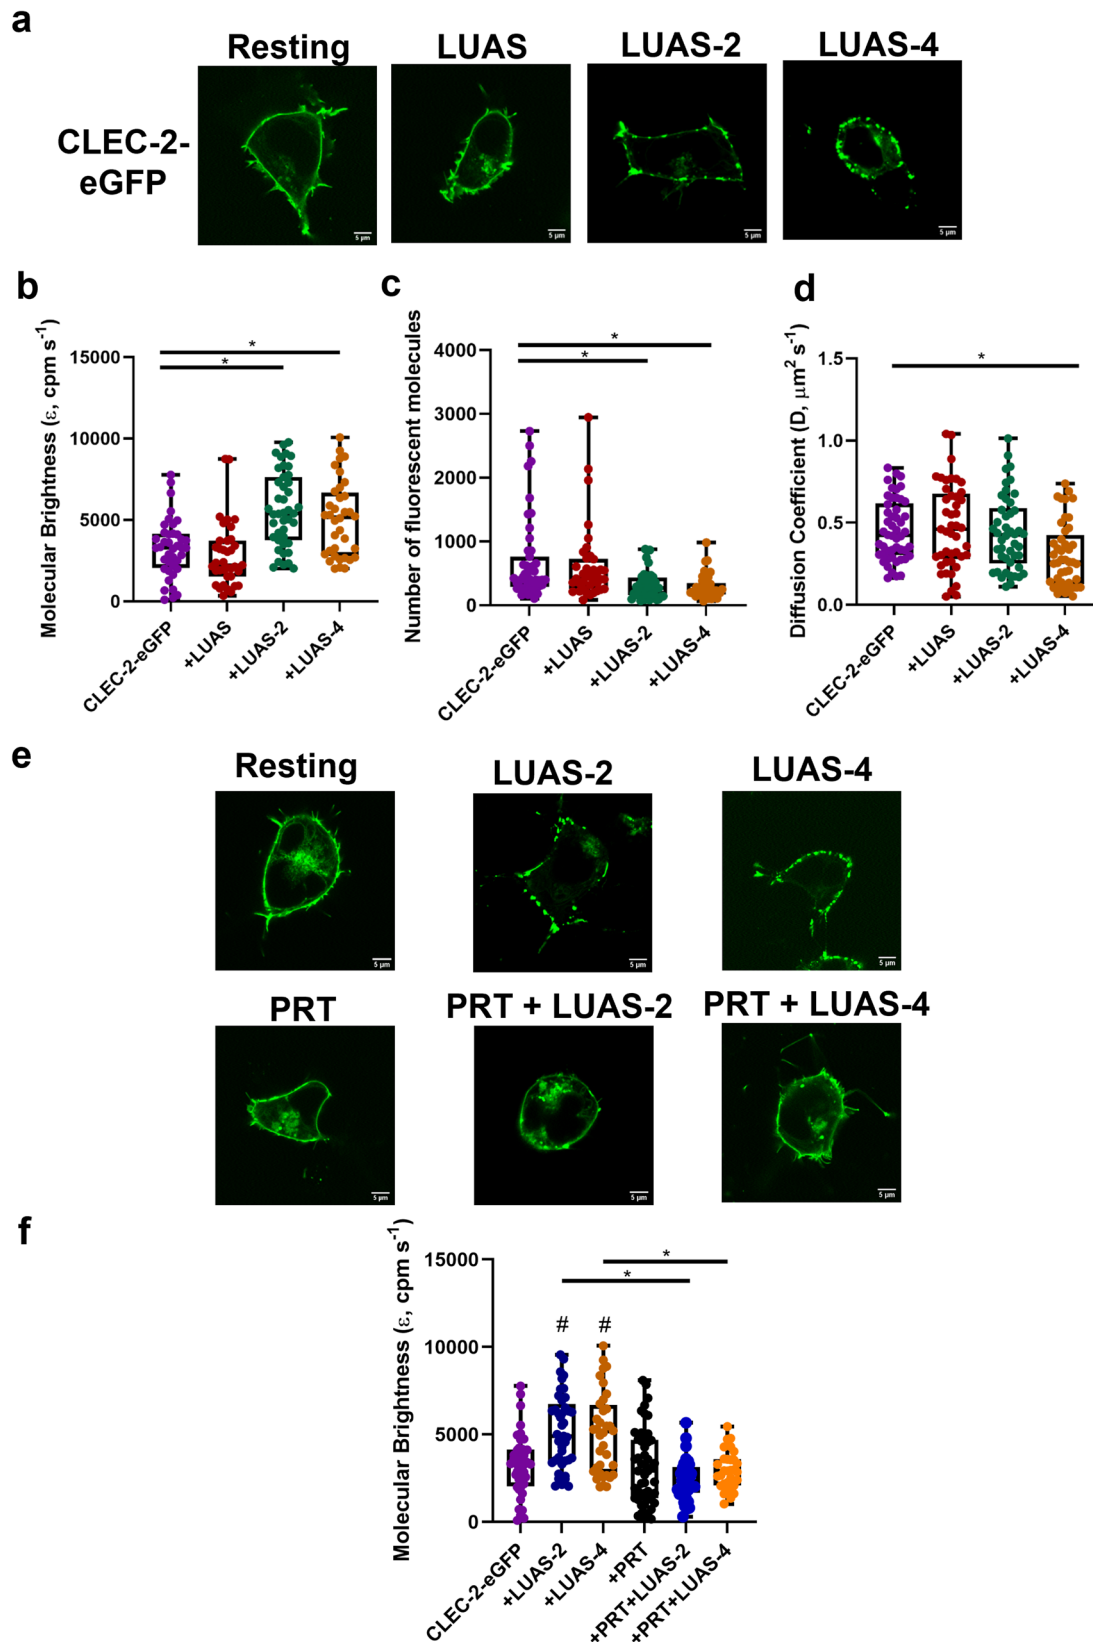 a
Resting
LUAS
LUAS-2
LUAS-4
CLEC-2-
eGFP
5 µm
5 µm
5 µm
5 µm
b
Molecular Brightness (ε, cpm s-1)
15000
10000
5000
0
*
*
CLEC-2-eGFP
+LUAS
+LUAS-2
+LUAS-4
c
Number of fluorescent molecules
4000
3000
2000
1000
0
*
*
CLEC-2-eGFP
+LUAS
+LUAS-2
+LUAS-4
d
Diffusion Coefficient (D, µm2 s-1)
1.5
1.0
0.5
0.0
*
CLEC-2-eGFP
+LUAS
+LUAS-2
+LUAS-4
e
Resting
LUAS-2
LUAS-4
5 µm
5 µm
5 µm
PRT
PRT + LUAS-2
PRT + LUAS-4
5 µm
5 µm
5 µm
f
Molecular Brightness (ε, cpm s-1)
15000
10000
5000
0
*
*
#
#
CLEC-2-eGFP
+LUAS-2
+LUAS-4
+PRT
+PRT+LUAS-2
+PRT+LUAS-4